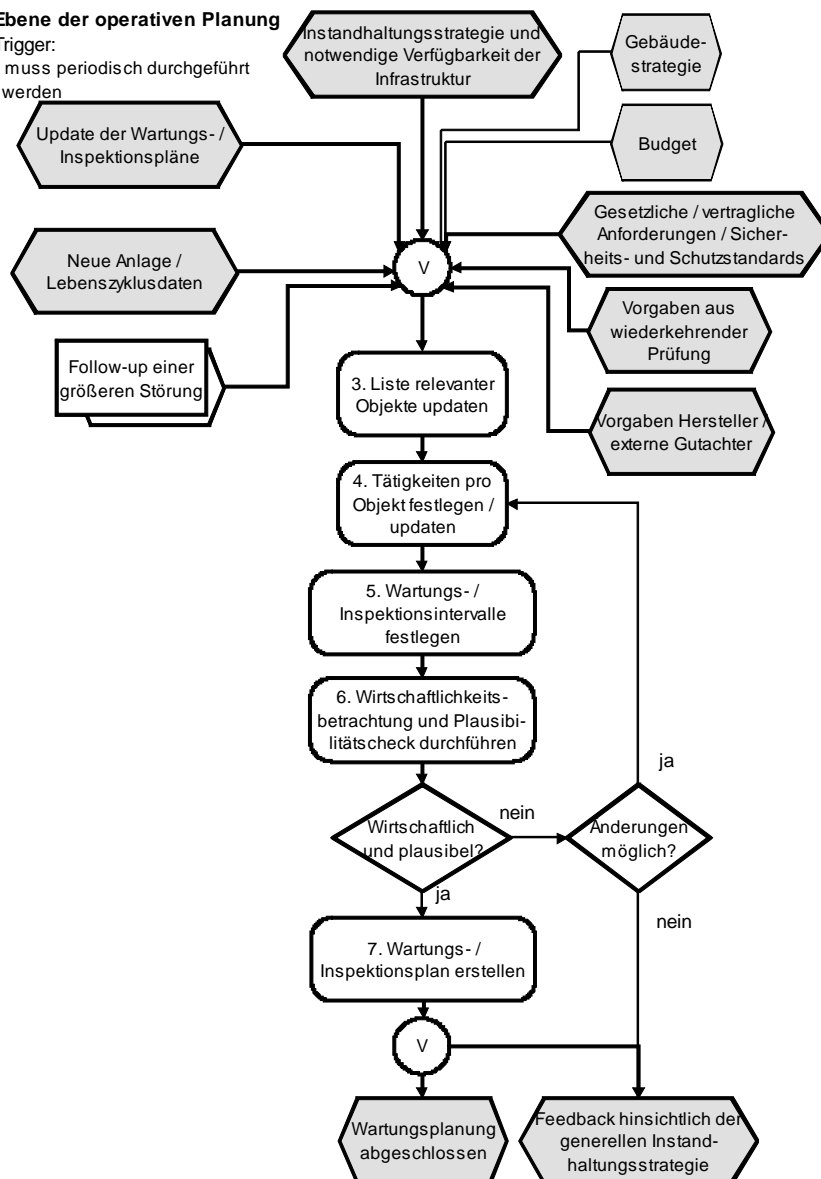 Ebene der operativen Planung
Trigger:
muss periodisch durchgeführt
werden
Instandhaltungsstrategie und
notwendige Verfügbarkeit der
Infrastruktur
Gebäude-
strategie
Budget
Update der Wartungs- /
Inspektionspläne
Gesetzliche / vertragliche
Anforderungen / Sicher-
heits- und Schutzstandards
Neue Anlage /
Lebenszyklusdaten
V
Vorgaben aus
wiederkehrender
Prüfung
Follow-up einer
größeren Störung
3. Liste relevanter
Objekte updaten
Vorgaben Hersteller /
externe Gutachter
4. Tätigkeiten pro
Objekt festlegen /
updaten
5. Wartungs- /
Inspektionsintervalle
festlegen
6. Wirtschaftlichkeits-
betrachtung und Plausibi-
litätscheck durchführen
ja
nein
Wirtschaftlich
und plausibel?
Änderungen
möglich?
ja
nein
7. Wartungs- /
Inspektionsplan erstellen
V
Wartungsplanung
abgeschlossen
Feedback hinsichtlich der
generellen Instand-
haltungsstrategie